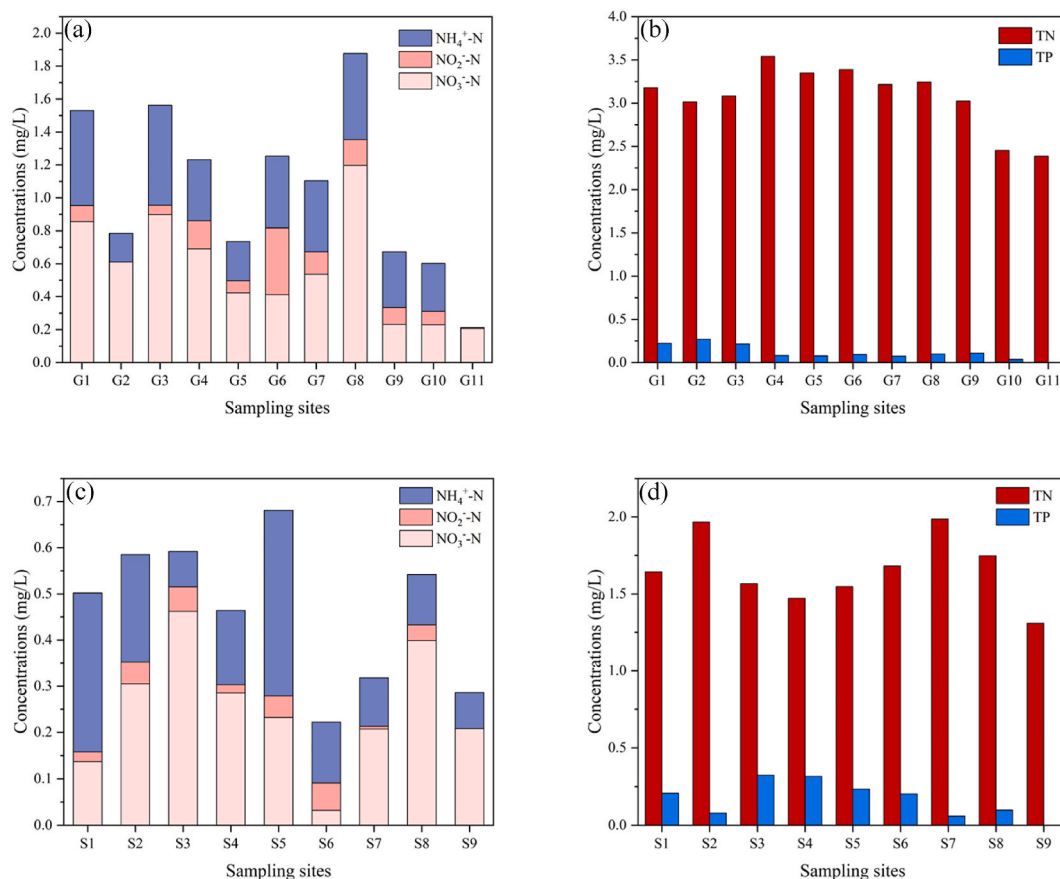 (a)
NH₄⁺-N
NO₂⁻-N
NO₃⁻-N
Concentrations (mg/L)
2.0
1.8
1.6
1.4
1.2
1.0
0.8
0.6
0.4
0.2
0.0
G1 G2 G3 G4 G5 G6 G7 G8 G9 G10 G11
Sampling sites
(b)
TN
TP
Concentrations (mg/L)
4.0
3.5
3.0
2.5
2.0
1.5
1.0
0.5
0.0
G1 G2 G3 G4 G5 G6 G7 G8 G9 G10 G11
Sampling sites
(c)
NH₄⁺-N
NO₂⁻-N
NO₃⁻-N
Concentrations (mg/L)
0.7
0.6
0.5
0.4
0.3
0.2
0.1
0.0
S1 S2 S3 S4 S5 S6 S7 S8 S9
Sampling sites
(d)
TN
TP
Concentrations (mg/L)
2.0
1.5
1.0
0.5
0.0
S1 S2 S3 S4 S5 S6 S7 S8 S9
Sampling sites